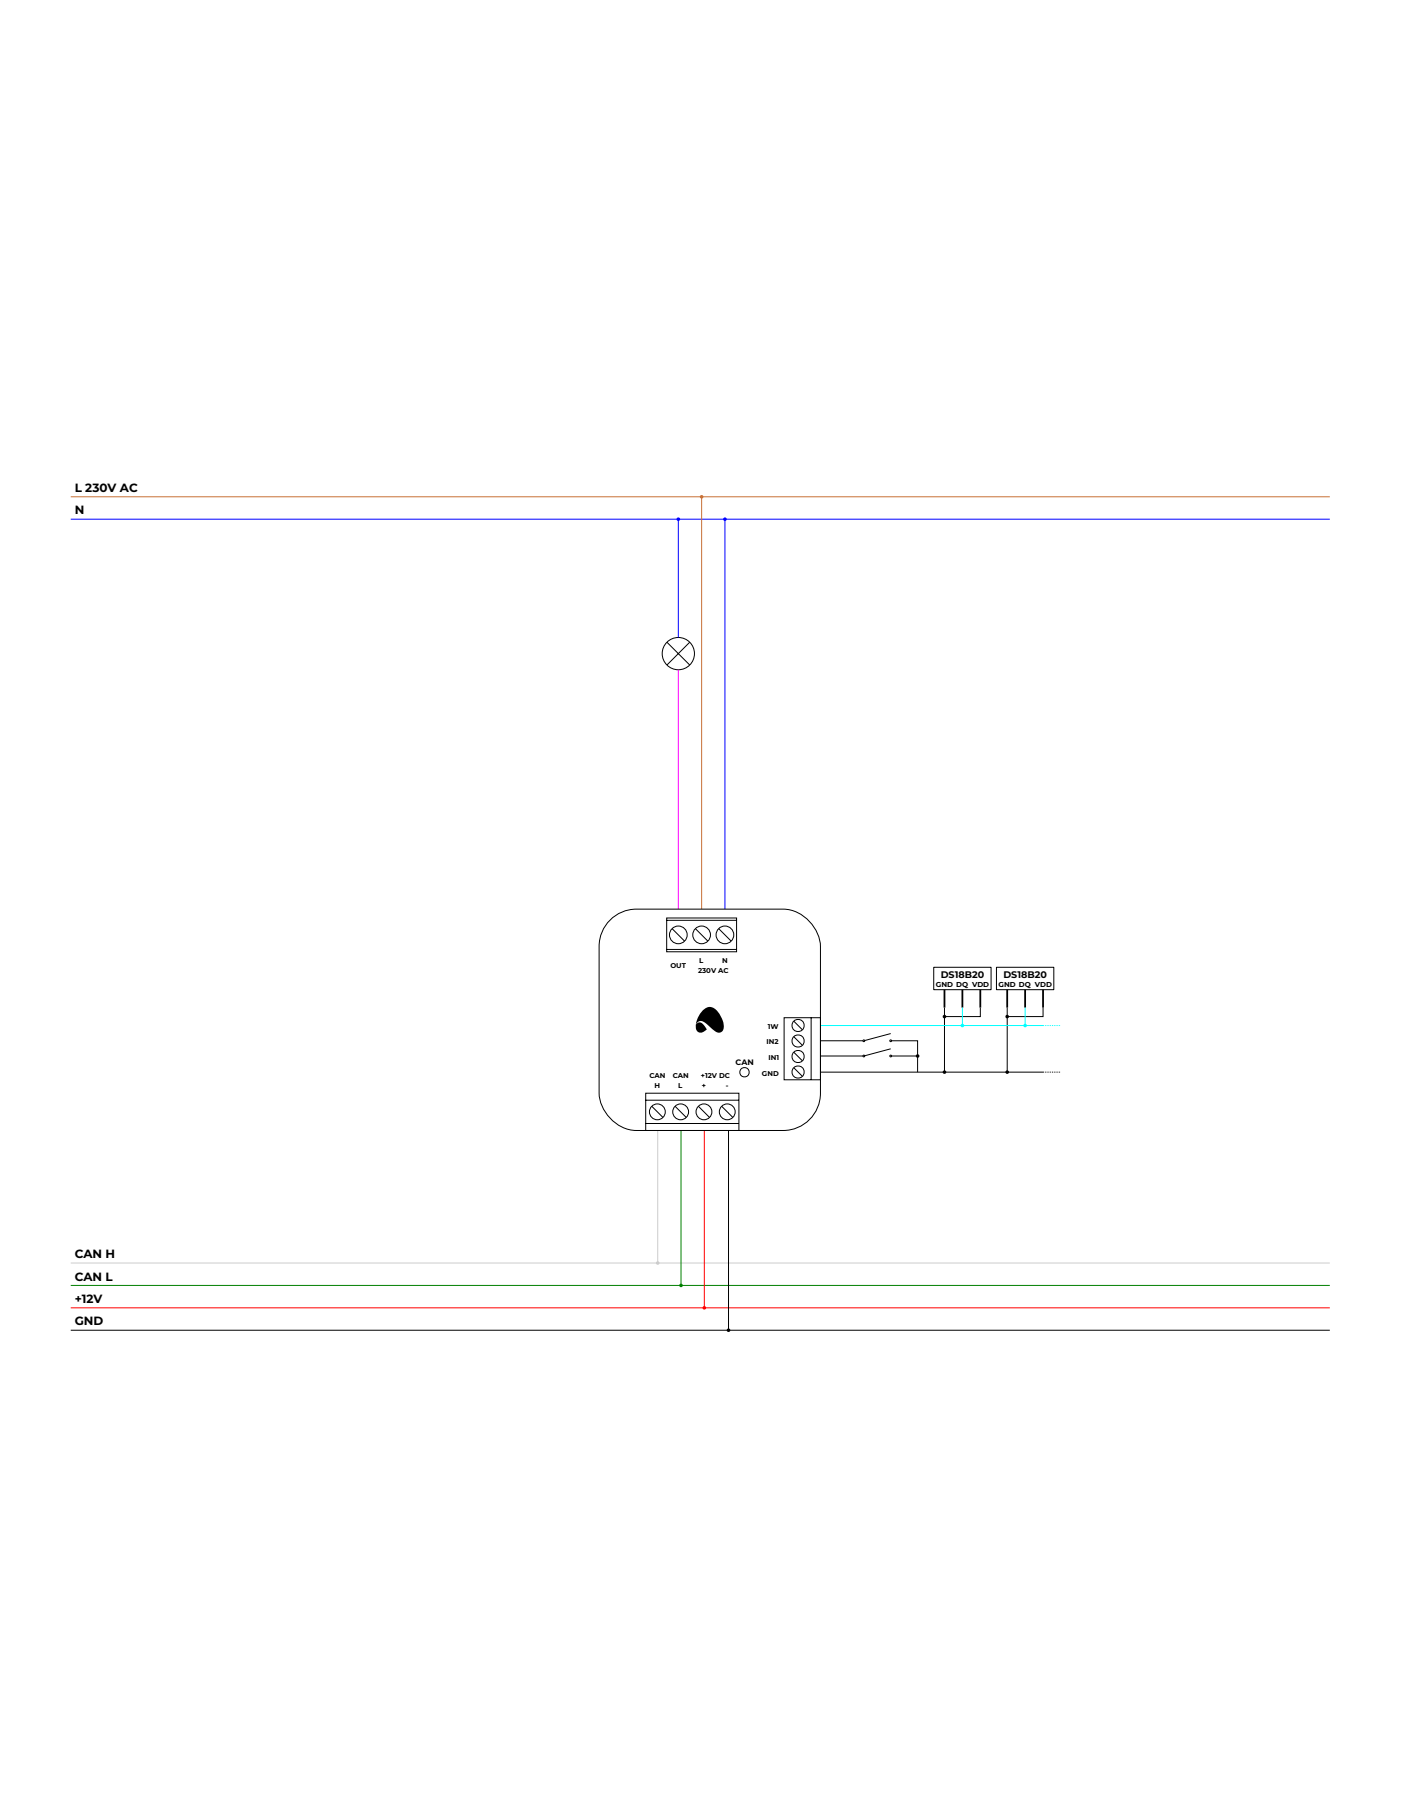 L 230V AC
N
L N
OUT
230V AC
DS18B20 DS18B20
GND DQ VDD GND DQ VDD
1W
IN2
IN1
CAN
GND
CAN CAN +12V DC
H L + -
CAN H
CAN L
+12V
GND